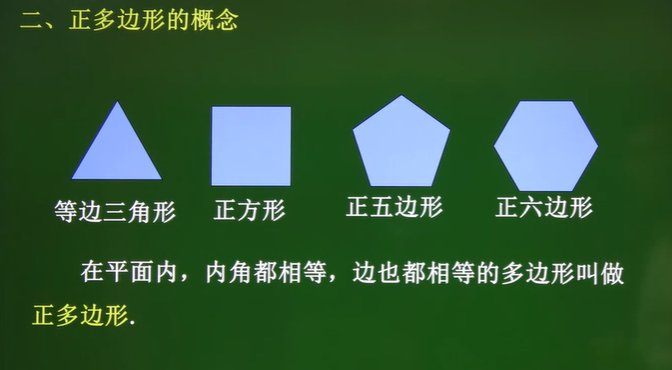 二、正多边形的概念
等边三角形 正方形 正五边形 正六边形
在平面内，内角都相等，边也都相等的多边形叫做
正多边形.